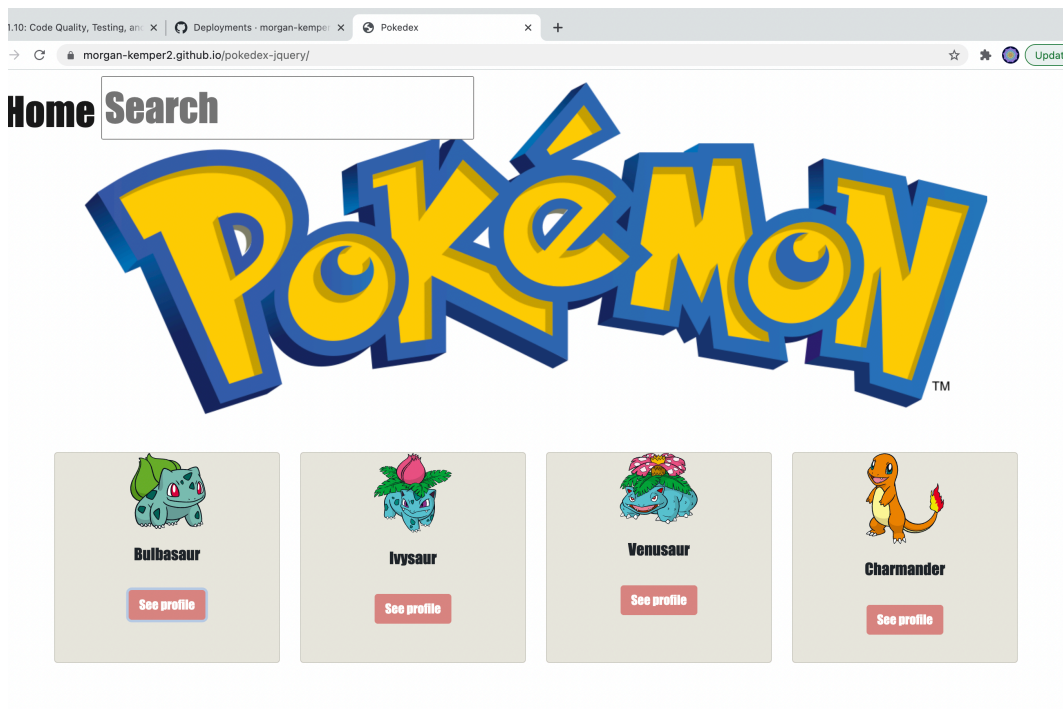 1.10: Code Quality, Testing, and
Deployments · morgan-kemper
Pokedex
morgan-kemper2.github.io/pokedex-jquery/
Updat
Home
Search
POKéMON
TM
Bulbasaur
Ivysaur
Venusaur
Charmander
See profile
See profile
See profile
See profile